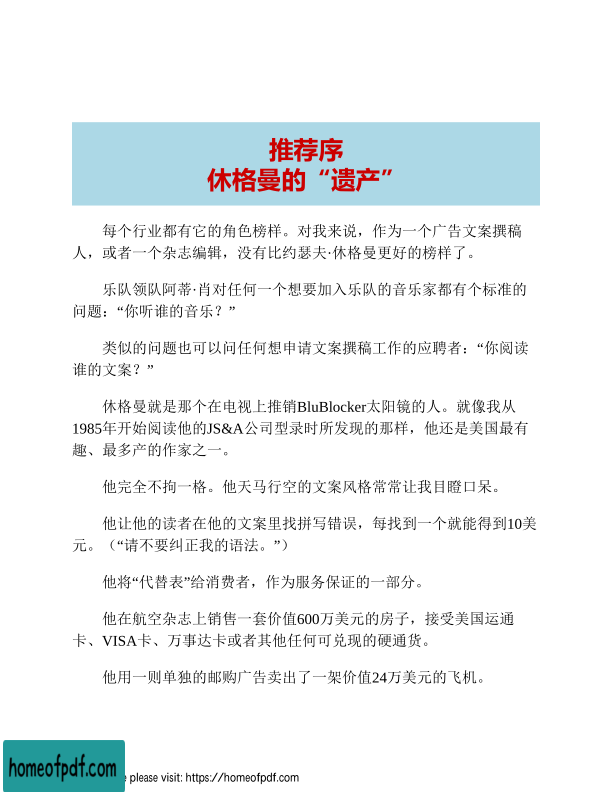 推荐序
休格曼的“遗产”
每个行业都有它的角色榜样。对我来说，作为一个广告文案撰稿
人，或者一个杂志编辑，没有比约瑟夫·休格曼更好的榜样了。
乐队领队阿蒂·肖对任何一个想要加入乐队的音乐家都有个标准的
问题：“你听谁的音乐？”
类似的问题也可以问任何想申请文案撰稿工作的应聘者：“你阅读
谁的文案？”
休格曼就是那个在电视上推销BluBlocker太阳镜的人。就像我从
1985年开始阅读他的JS&A公司型录时所发现的那样，他还是美国最有
趣、最多产的作家之一。
他完全不拘一格。他天马行空的文案风格常常让我目瞪口呆。
他让他的读者在他的文案里找拼写错误，每找到一个就能得到10美
元。（“请不要纠正我的语法。”）
他将“代替表”给消费者，作为服务保证的一部分。
他在航空杂志上销售一套价值600万美元的房子，接受美国运通
卡、VISA卡、万事达卡或者其他任何可兑现的硬通货。
他用一则单独的邮购广告卖出了一架价值24万美元的飞机。
homeofpdf.com
please visit: https://homeofpdf.com